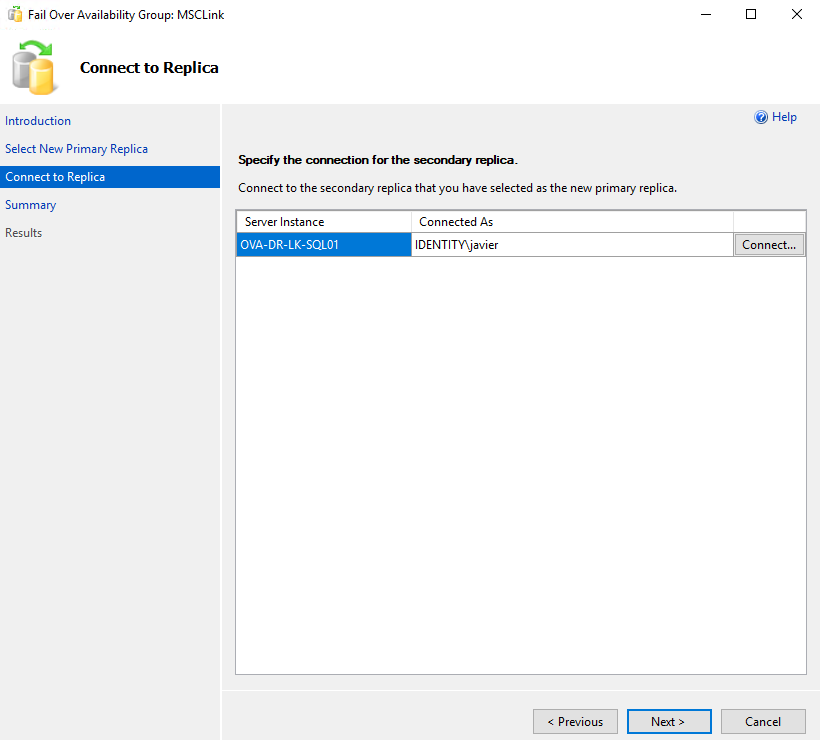 Fail Over Availability Group: MSCLink
Connect to Replica
Introduction
Select New Primary Replica
Connect to Replica
Summary
Results
Help
Specify the connection for the secondary replica.
Connect to the secondary replica that you have selected as the new primary replica.
Server Instance Connected As
OVA-DR-LK-SQL01 IDENTITY\javier Connect...
< Previous Next > Cancel